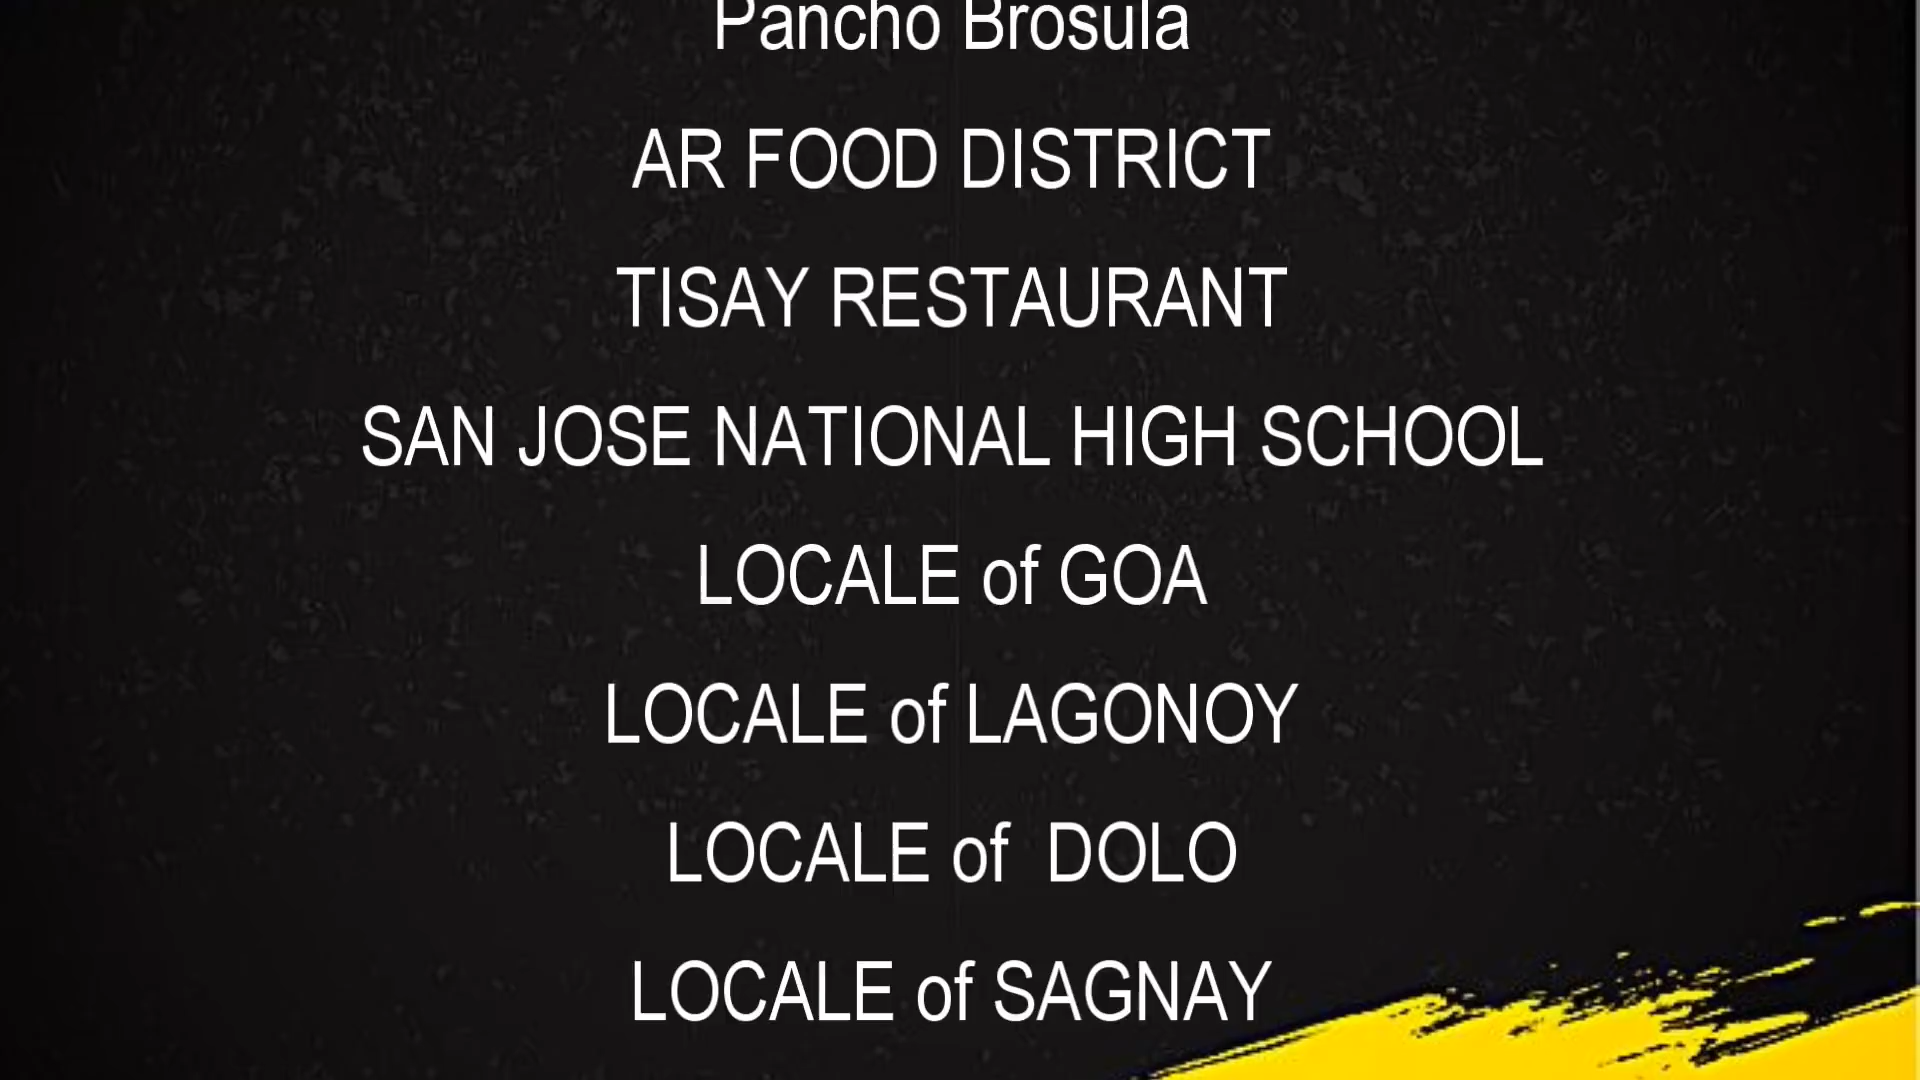 Pancho Brosula
AR FOOD DISTRICT
TISAY RESTAURANT
SAN JOSE NATIONAL HIGH SCHOOL
LOCALE of GOA
LOCALE of LAGONOY
LOCALE of  DOLO
LOCALE of SAGNAY